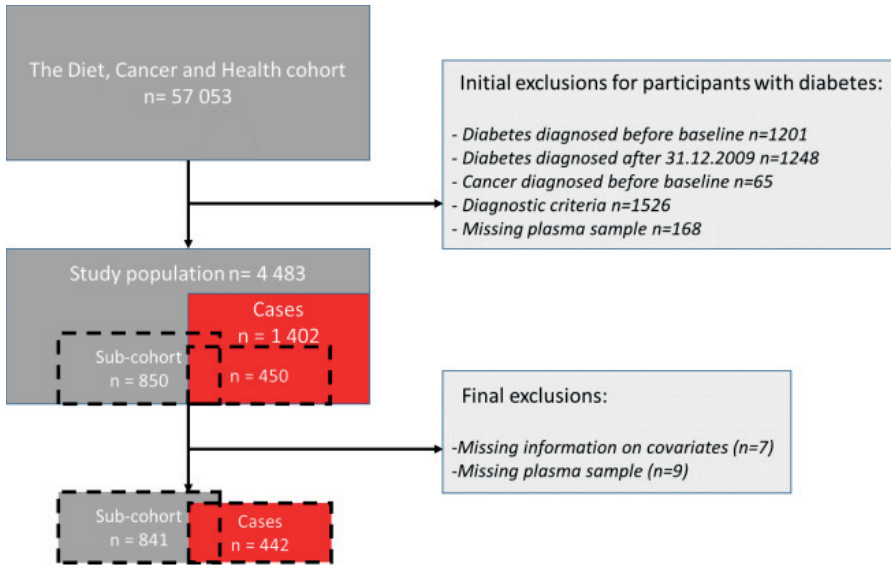 The Diet, Cancer and Health cohort
n= 57 053
Initial exclusions for participants with diabetes:
- Diabetes diagnosed before baseline n=1201
- Diabetes diagnosed after 31.12.2009 n=1248
- Cancer diagnosed before baseline n=65
- Diagnostic criteria n=1526
- Missing plasma sample n=168
Study population n= 4 483
Cases
n = 1 402
Sub-cohort
n = 850
n = 450
Final exclusions:
-Missing information on covariates (n=7)
-Missing plasma sample (n=9)
Sub-cohort
n = 841
Cases
n = 442